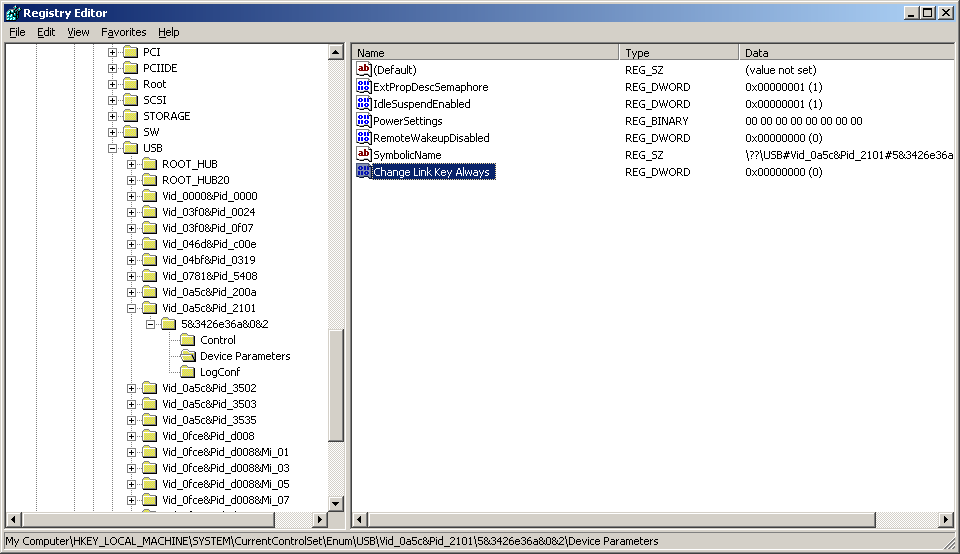 Registry Editor
File Edit View Favorites Help
PCI
PCIIDE
Root
SCSI
STORAGE
SW
USB
ROOT_HUB
ROOT_HUB20
Vid_0000&Pid_0000
Vid_03f0&Pid_0024
Vid_03f0&Pid_0f07
Vid_046d&Pid_c00e
Vid_04bf&Pid_0319
Vid_0781&Pid_5408
Vid_0a5c&Pid_200a
Vid_0a5c&Pid_2101
5&3426e36a&0&2
Control
Device Parameters
LogConf
Vid_0a5c&Pid_3502
Vid_0a5c&Pid_3503
Vid_0a5c&Pid_3535
Vid_0fce&Pid_d008
Vid_0fce&Pid_d008&Mi_01
Vid_0fce&Pid_d008&Mi_03
Vid_0fce&Pid_d008&Mi_05
Vid_0fce&Pid_d008&Mi_07
Name Type Data
(Default) REG_SZ (value not set)
ExtPropDescSemaphore REG_DWORD 0x00000001 (1)
IdleSuspendEnabled REG_DWORD 0x00000001 (1)
PowerSettings REG_BINARY 00 00 00 00 00 00 00 00
RemoteWakeupDisabled REG_DWORD 0x00000000 (0)
SymbolicName REG_SZ \??\USB#Vid_0a5c&Pid_2101#5&3426e36a
Change Link Key Always REG_DWORD 0x00000000 (0)
My Computer\HKEY_LOCAL_MACHINE\SYSTEM\CurrentControlSet\Enum\USB\Vid_0a5c&Pid_2101\5&3426e36a&0&2\Device Parameters